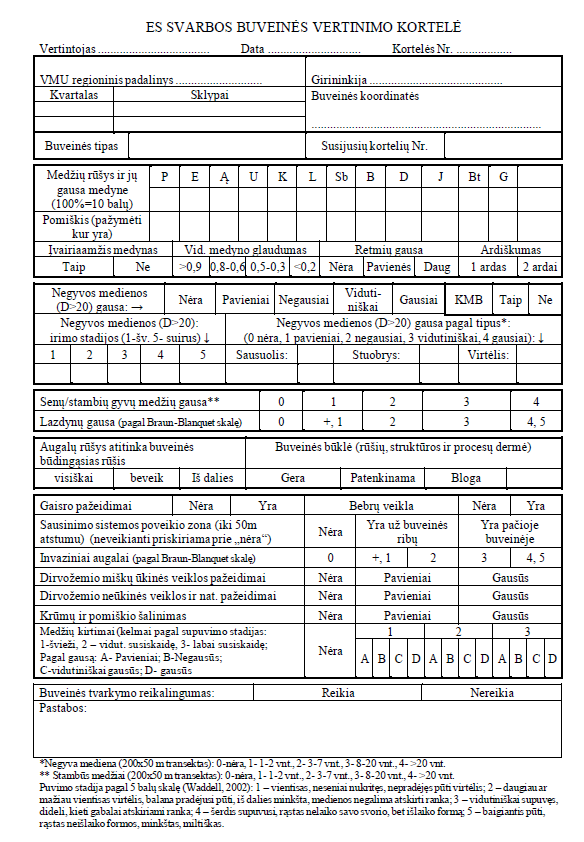 ES SVARBOS BUVEINĖS VERTINIMO KORTELĖ
Vertintojas ................................... Data ............................. Kortelės Nr. ..................
VMU regioninis padalinys ........................... Girininkija ..........................................
Kvartalas Sklypai Buveinės koordinatės
........................................................................
Buveinės tipas Susijusių kortelių Nr.
Medžių rūšys ir jų gausa medyne (100%=10 balų) P E Ą U K L Sb B D J Bt G
Pomiškis (pažymėti kur yra)
Įvairiaamžis medynas Vid. medyno glaudumas Retmių gausa Ardiškumas
Taip Ne >0,9 0,8-0,6 0,5-0,3 <0,2 Nėra Pavienės Daug 1 ardas 2 ardai
Negyvos medienos (D>20) gausa: → Nėra Pavieniai Negausiai Viduti-niškai Gausiai KMB Taip Ne
Negyvos medienos (D>20): irimo stadijos (1-šv. 5- suirus) ↓ Negyvos medienos (D>20) gausa pagal tipus*: (0 nėra, 1 pavieniai, 2 negausiai, 3 vidutiniškai, 4 gausiai): ↓
1 2 3 4 5 Sausuolis: Stuobrys: Virtėlis:
Senų/stambių gyvų medžių gausa** 0 1 2 3 4
Lazdynų gausa (pagal Braun-Blanquet skalę) 0 +, 1 2 3 4, 5
Augalų rūšys atitinka buveinės būdingąsias rūšis Buveinės būklė (rūšių, struktūros ir procesų dermė)
visiškai beveik Iš dalies Gera Patenkinama Bloga
Gaisro pažeidimai Nėra Yra Bebrų veikla Nėra Yra
Sausinimo sistemos poveikio zona (iki 50m atstumu) (neveikianti priskiriama prie „nėra“) Nėra Yra už buveinės ribų Yra pačioje buveinėje
Invaziniai augalai (pagal Braun-Blanquet skalę) 0 +, 1 2 3 4, 5
Dirvožemio miškų ūkinės veiklos pažeidimai Nėra Pavieniai Gausūs
Dirvožemio neūkinės veiklos ir nat. pažeidimai Nėra Pavieniai Gausūs
Krūmų ir pomiškio šalinimas Nėra Pavieniai Gausūs
Medžių kirtimai (kelmai pagal supuvimo stadijas: 1 2 3
1-švieži, 2 – vidut. susiskaidę, 3- labai susiskaidę;
Pagal gausą: A- Pavieniai; B-Negausūs; Nėra A B C D A B C D A B C D
C-vidutiniškai gausūs; D- gausūs
Buveinės tvarkymo reikalingumas: Reikia Nereikia
Pastabos:
*Negyva mediena (200x50 m transektas): 0-nėra, 1- 1-2 vnt., 2- 3-7 vnt., 3- 8-20 vnt., 4- >20 vnt.
** Stambūs medžiai (200x50 m transektas): 0-nėra, 1- 1-2 vnt., 2- 3-7 vnt., 3- 8-20 vnt., 4- >20 vnt.
Puvimo stadija pagal 5 balų skalę (Waddell, 2002): 1 – vientisas, neseniai nukritęs, nepradėjęs pūti virtėlis; 2 – daugiau ar
mažiau vientisas virtėlis, balana pradėjusi pūti, iš dalies minkšta, medienos negalima atskirti ranka; 3 – vidutiniškai supuvęs,
dideli, kieti gabalai atskiriami ranka; 4 – šerdis supuvusi, rąstas nelaiko savo svorio, bet išlaiko formą; 5 – baigiantis pūti,
rąstas neišlaiko formos, minkštas, miltiškas.